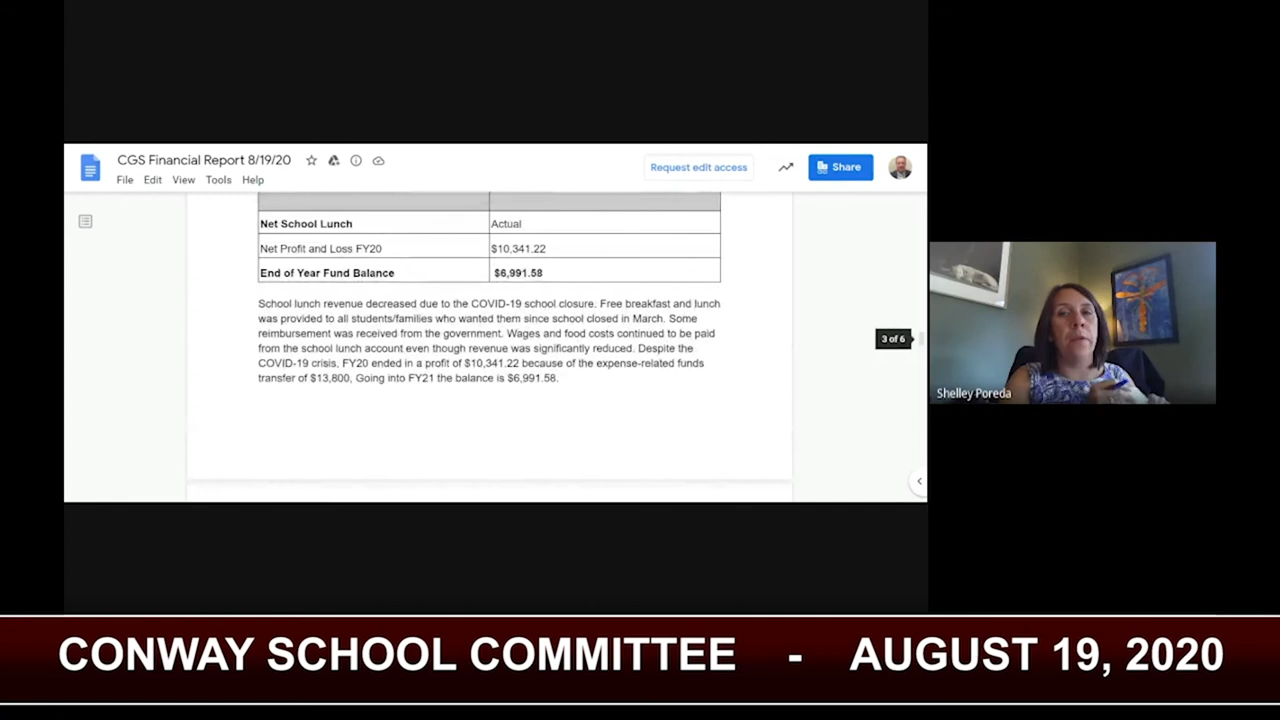 CGS Financial Report 8/19/20
File Edit View Tools Help
Request edit access
Share
Net School Lunch Actual
Net Profit and Loss FY20 $10,341.22
End of Year Fund Balance $6,991.58
School lunch revenue decreased due to the COVID-19 school closure. Free breakfast and lunch
was provided to all students/families who wanted them since school closed in March. Some
reimbursement was received from the government. Wages and food costs continued to be paid
from the school lunch account even though revenue was significantly reduced. Despite the
COVID-19 crisis, FY20 ended in a profit of $10,341.22 because of the expense-related funds
transfer of $13,800, Going into FY21 the balance is $6,991.58.
3 of 6
Shelley Poreda
CONWAY SCHOOL COMMITTEE - AUGUST 19, 2020